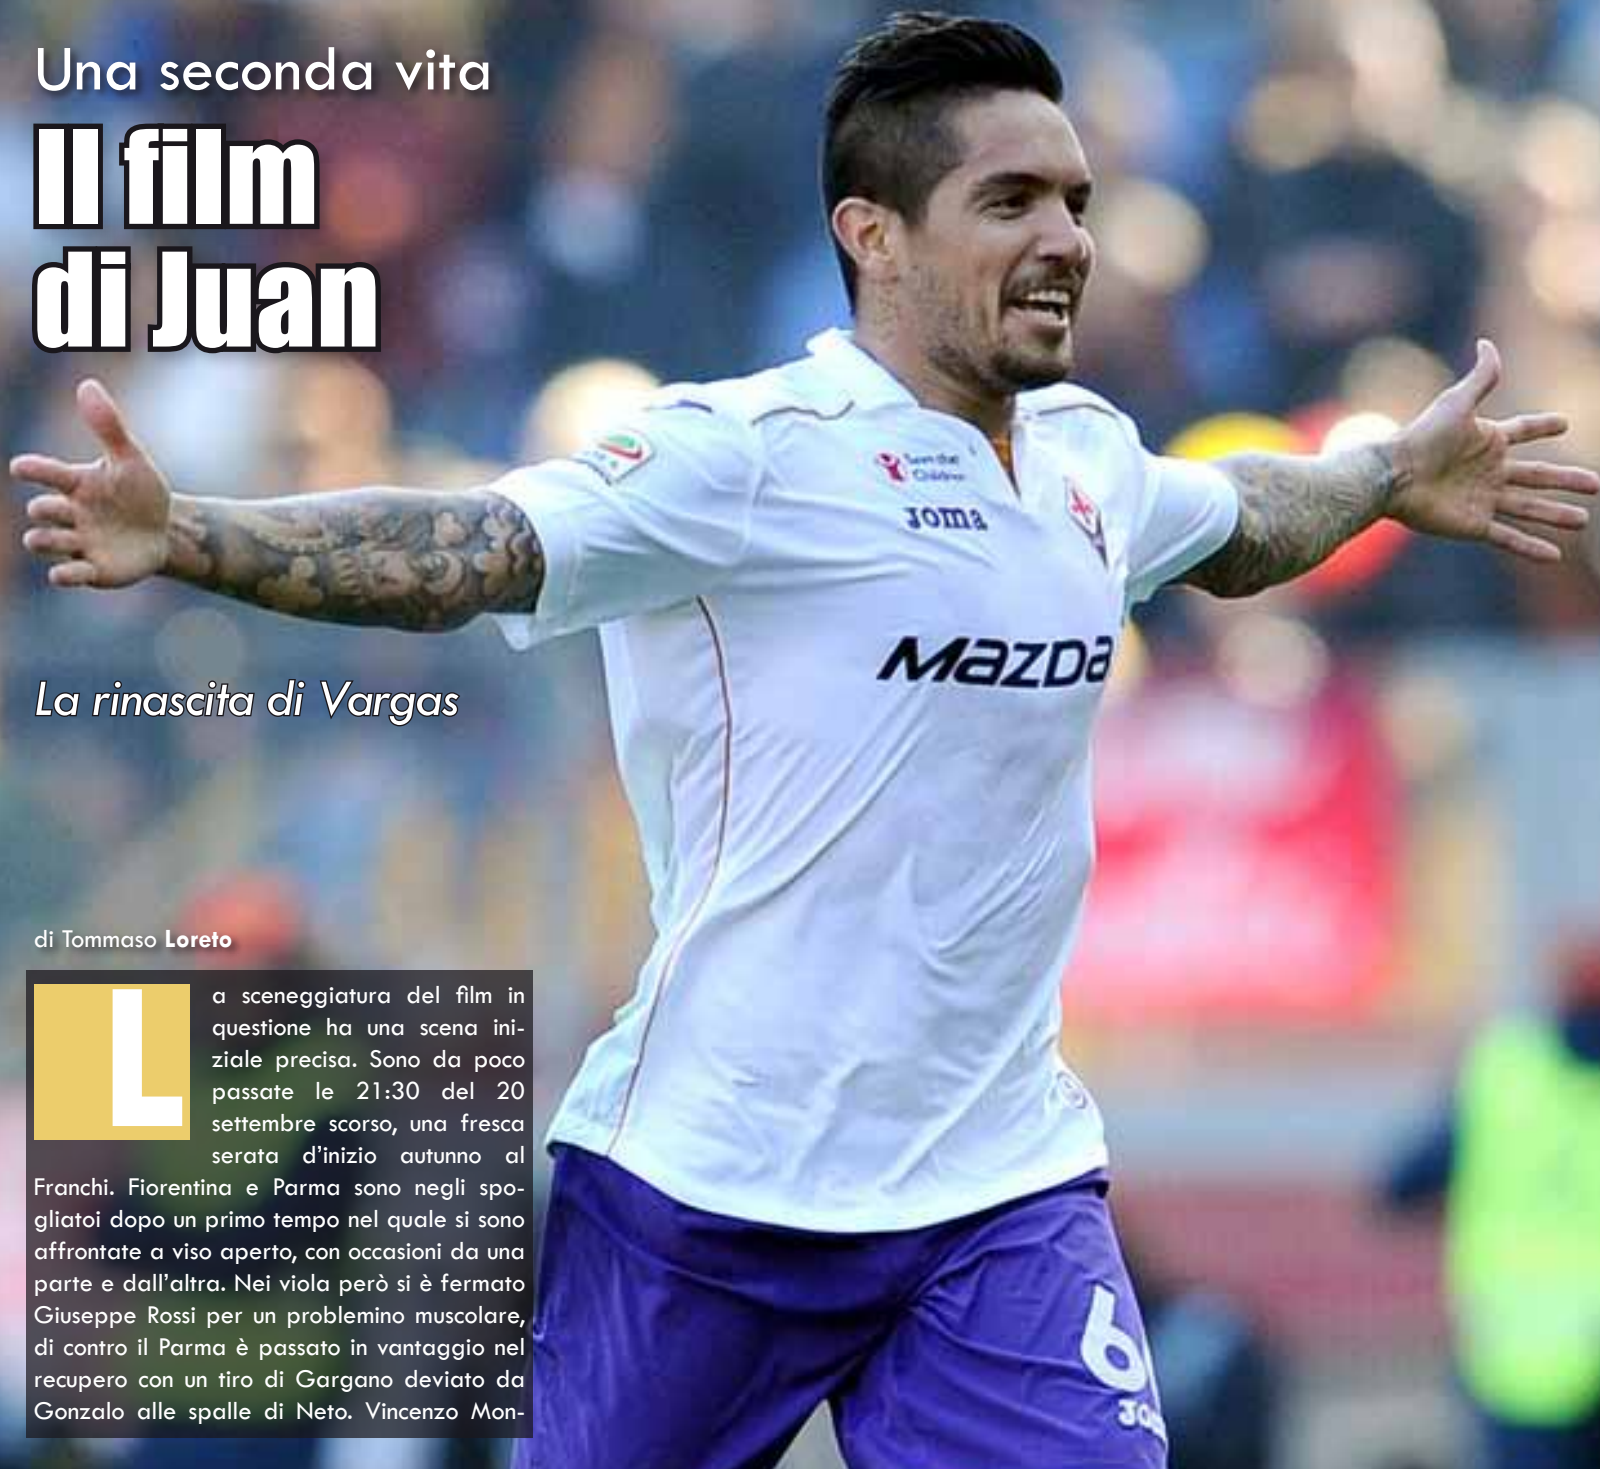 Una seconda vita
Il film
di Juan
Save the
Children
Joma
mazda
La rinascita di Vargas
di Tommaso Loreto
La sceneggiatura del film in
questione ha una scena ini-
ziale precisa. Sono da poco
passate le 21:30 del 20
settembre scorso, una fresca
serata d’inizio autunno al
Franchi. Fiorentina e Parma sono negli spo-
gliatoi dopo un primo tempo nel quale si sono
affrontate a viso aperto, con occasioni da una
parte e dall’altra. Nei viola però si è fermato
Giuseppe Rossi per un problemino muscolare,
di contro il Parma è passato in vantaggio nel
recupero con un tiro di Gargano deviato da
Gonzalo alle spalle di Neto. Vincenzo Mon-